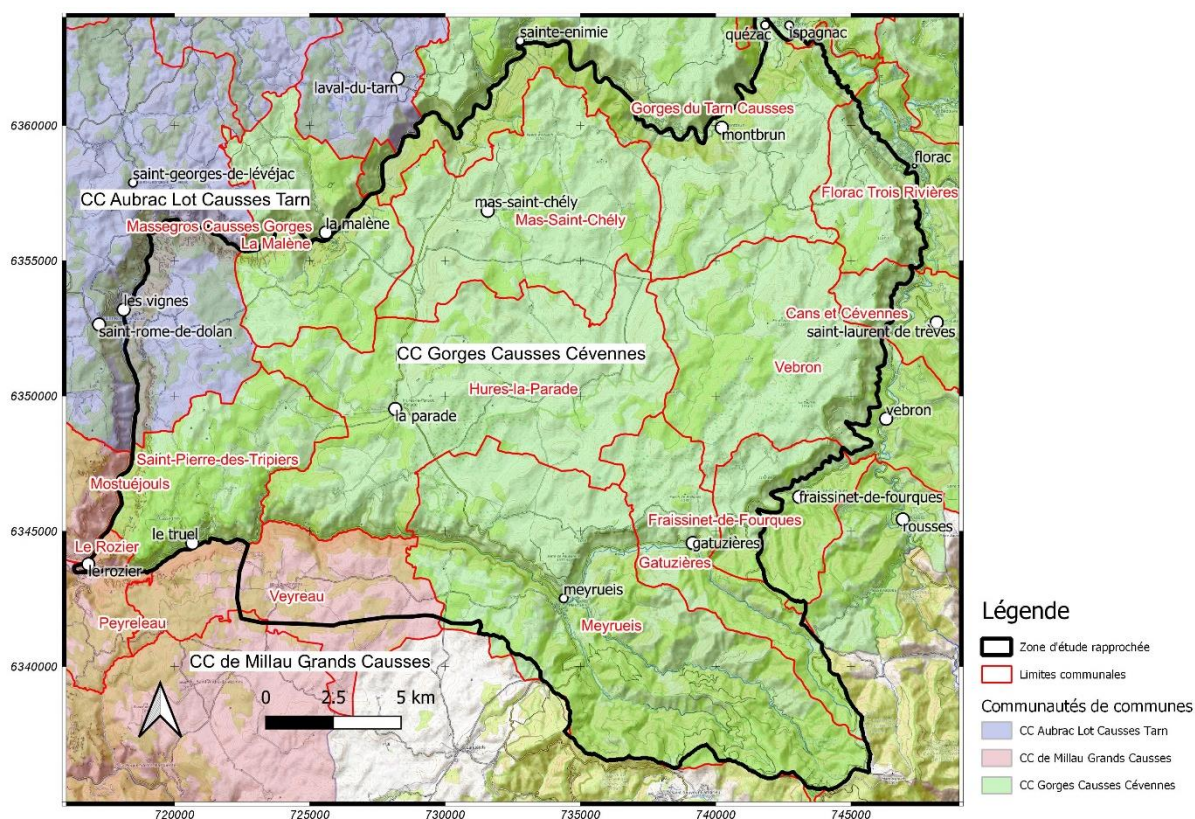 sainte-enimie
quézac
ispagnac
laval-du-tarn
Gorges du Tarn Causses
montbrun
6360000
saint-georges-de-lévéjac
florac
CC Aubrac Lot Causses Tarn
Florac Trois Rivières
mas-saint-chély
Mas-Saint-Chély
Massegros Causses Gorges
la malène
La Malène
6355000
les vignes
saint-rome-de-dolan
Cans et Cévennes
saint-laurent de trèves
CC Gorges Causses Cévennes
Hures-la-Parade
Vebron
6350000
la parade
vebron
Saint-Pierre-des-Tripiers
Mostuéjouls
fraissinet-de-fourques
Fraissinet-de-Fourques
rousses
6345000
le truel
Le Rozier
gatuzières
Gatuzières
le rozier
Veyreau
meyrueis
Peyreleau
Meyrueis
CC de Millau Grands Causses
6340000
0 2.5 5 km
720000 725000 730000 735000 740000 745000
Légende
Zone d'étude rapprochée
Limites communales
Communautés de communes
CC Aubrac Lot Causses Tarn
CC de Millau Grands Causses
CC Gorges Causses Cévennes